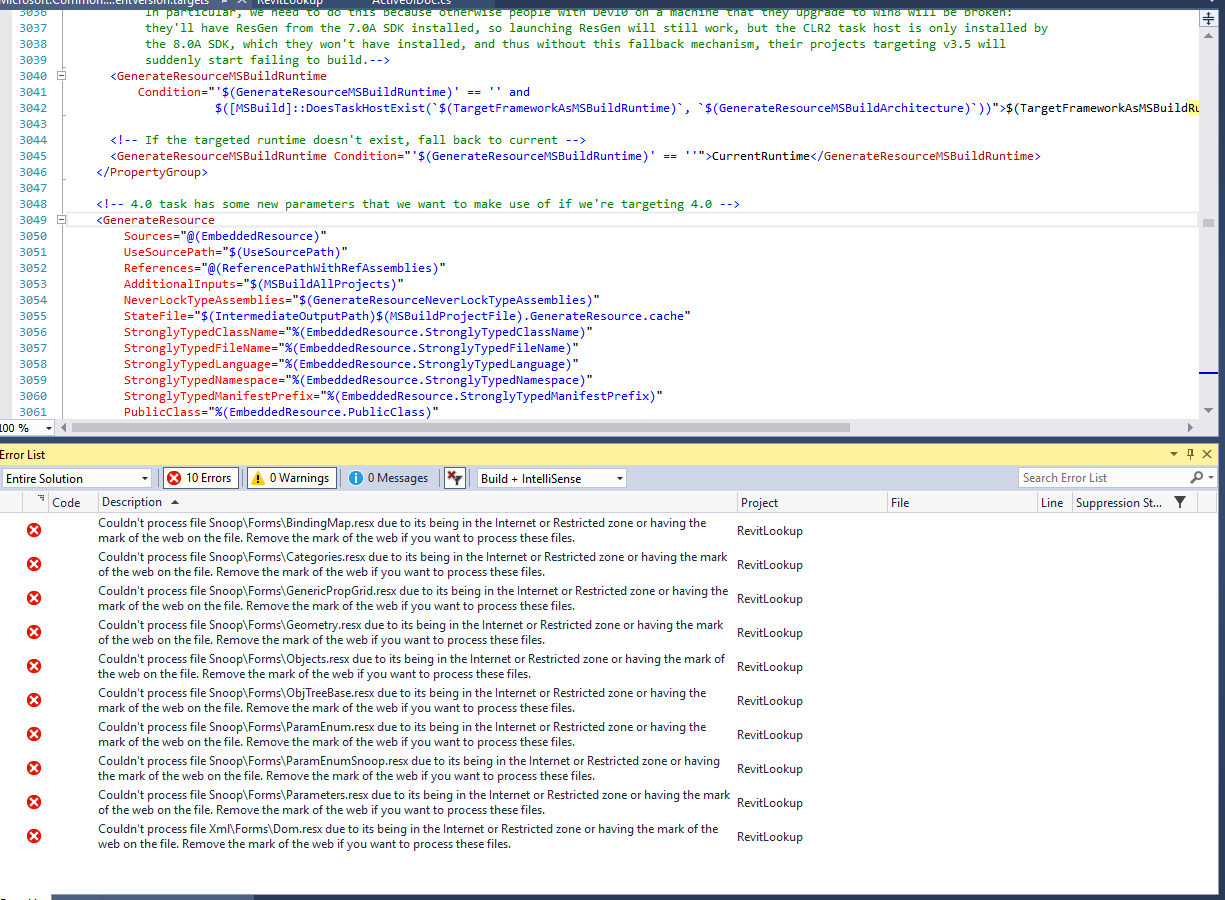 Microsoft.Common....entVersion.targets RevitLookup ActiveUIDoc.cs
3036 In particular, we need to do this because otherwise people with Dev10 on a machine that they upgrade to Win8 will be broken:
3037 they'll have ResGen from the 7.0A SDK installed, so launching ResGen will still work, but the CLR2 task host is only installed by
3038 the 8.0A SDK, which they won't have installed, and thus without this fallback mechanism, their projects targeting v3.5 will
3039 suddenly start failing to build.-->
3040 <GenerateResourceMSBuildRuntime
3041 Condition="'$(GenerateResourceMSBuildRuntime)' == '' and
3042 $([MSBuild]::DoesTaskHostExist(`$(TargetFrameworkAsMSBuildRuntime)`, `$(GenerateResourceMSBuildArchitecture)`))">$(TargetFrameworkAsMSBuildRu
3043
3044 <!-- If the targeted runtime doesn't exist, fall back to current -->
3045 <GenerateResourceMSBuildRuntime Condition="'$(GenerateResourceMSBuildRuntime)' == ''">CurrentRuntime</GenerateResourceMSBuildRuntime>
3046 </PropertyGroup>
3047
3048 <!-- 4.0 task has some new parameters that we want to make use of if we're targeting 4.0 -->
3049 <GenerateResource
3050 Sources="@(EmbeddedResource)"
3051 UseSourcePath="$(UseSourcePath)"
3052 References="@(ReferencePathWithRefAssemblies)"
3053 AdditionalInputs="$(MSBuildAllProjects)"
3054 NeverLockTypeAssemblies="$(GenerateResourceNeverLockTypeAssemblies)"
3055 StateFile="$(IntermediateOutputPath)$(MSBuildProjectFile).GenerateResource.cache"
3056 StronglyTypedClassName="%(EmbeddedResource.StronglyTypedClassName)"
3057 StronglyTypedFileName="%(EmbeddedResource.StronglyTypedFileName)"
3058 StronglyTypedLanguage="%(EmbeddedResource.StronglyTypedLanguage)"
3059 StronglyTypedNamespace="%(EmbeddedResource.StronglyTypedNamespace)"
3060 StronglyTypedManifestPrefix="%(EmbeddedResource.StronglyTypedManifestPrefix)"
3061 PublicClass="%(EmbeddedResource.PublicClass)"
100 %
Error List
Entire Solution 10 Errors 0 Warnings 0 Messages Build + IntelliSense Search Error List
Code Description Project File Line Suppression St...
Couldn't process file Snoop\Forms\BindingMap.resx due to its being in the Internet or Restricted zone or having the
mark of the web on the file. Remove the mark of the web if you want to process these files.
RevitLookup
Couldn't process file Snoop\Forms\Categories.resx due to its being in the Internet or Restricted zone or having the mark
of the web on the file. Remove the mark of the web if you want to process these files.
RevitLookup
Couldn't process file Snoop\Forms\GenericPropGrid.resx due to its being in the Internet or Restricted zone or having the
mark of the web on the file. Remove the mark of the web if you want to process these files.
RevitLookup
Couldn't process file Snoop\Forms\Geometry.resx due to its being in the Internet or Restricted zone or having the mark
of the web on the file. Remove the mark of the web if you want to process these files.
RevitLookup
Couldn't process file Snoop\Forms\Objects.resx due to its being in the Internet or Restricted zone or having the mark of
the web on the file. Remove the mark of the web if you want to process these files.
RevitLookup
Couldn't process file Snoop\Forms\ObjTreeBase.resx due to its being in the Internet or Restricted zone or having the
mark of the web on the file. Remove the mark of the web if you want to process these files.
RevitLookup
Couldn't process file Snoop\Forms\ParamEnum.resx due to its being in the Internet or Restricted zone or having the
mark of the web on the file. Remove the mark of the web if you want to process these files.
RevitLookup
Couldn't process file Snoop\Forms\ParamEnumSnoop.resx due to its being in the Internet or Restricted zone or having
the mark of the web on the file. Remove the mark of the web if you want to process these files.
RevitLookup
Couldn't process file Snoop\Forms\Parameters.resx due to its being in the Internet or Restricted zone or having the mark
of the web on the file. Remove the mark of the web if you want to process these files.
RevitLookup
Couldn't process file Xml\Forms\Dom.resx due to its being in the Internet or Restricted zone or having the mark of the
web on the file. Remove the mark of the web if you want to process these files.
RevitLookup